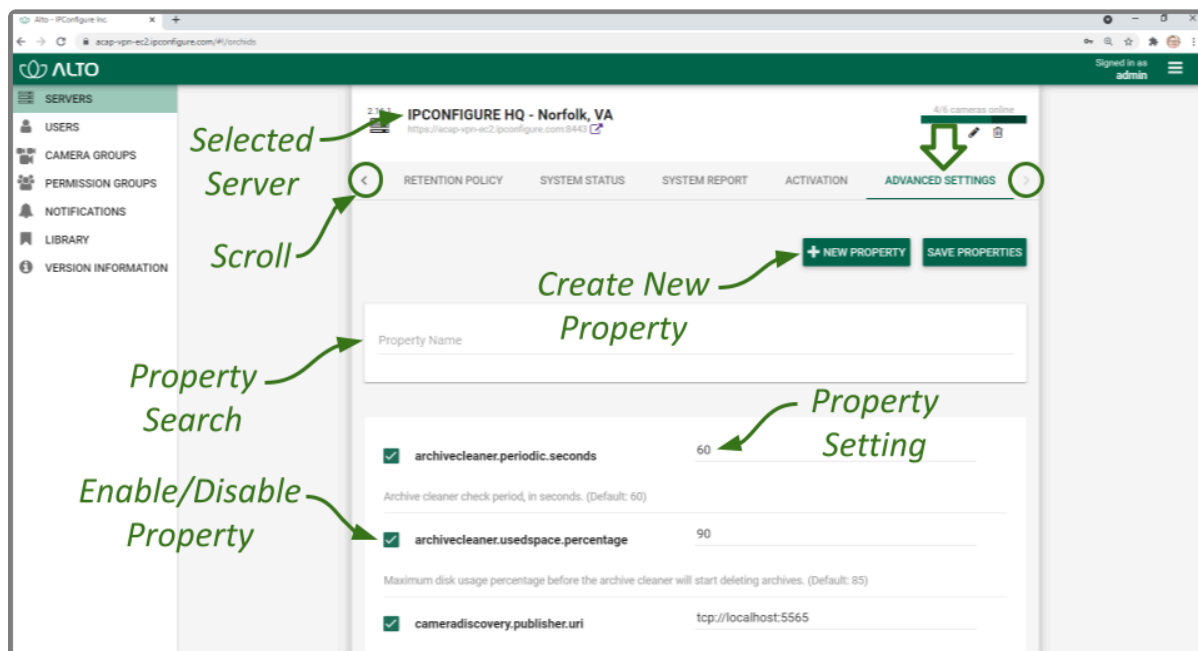 Alto - IPConfigure Inc.
acap-vpn-ec2.ipconfigure.com/#!/orchids
ALTO
Signed in as
admin
SERVERS
USERS
CAMERA GROUPS
PERMISSION GROUPS
NOTIFICATIONS
LIBRARY
VERSION INFORMATION
IPCONFIGURE HQ - Norfolk, VA
https://acap-vpn-ec2.ipconfigure.com:8443
4/6 cameras online
Selected
Server
RETENTION POLICY
SYSTEM STATUS
SYSTEM REPORT
ACTIVATION
ADVANCED SETTINGS
Scroll
NEW PROPERTY
SAVE PROPERTIES
Create New
Property
Property Name
Property
Search
Property
Setting
archivecleaner.periodic.seconds
60
Archive cleaner check period, in seconds. (Default: 60)
Enable/Disable
Property
archivecleaner.usedspace.percentage
90
Maximum disk usage percentage before the archive cleaner will start deleting archives. (Default: 85)
cameradiscovery.publisher.uri
tcp://localhost:5565